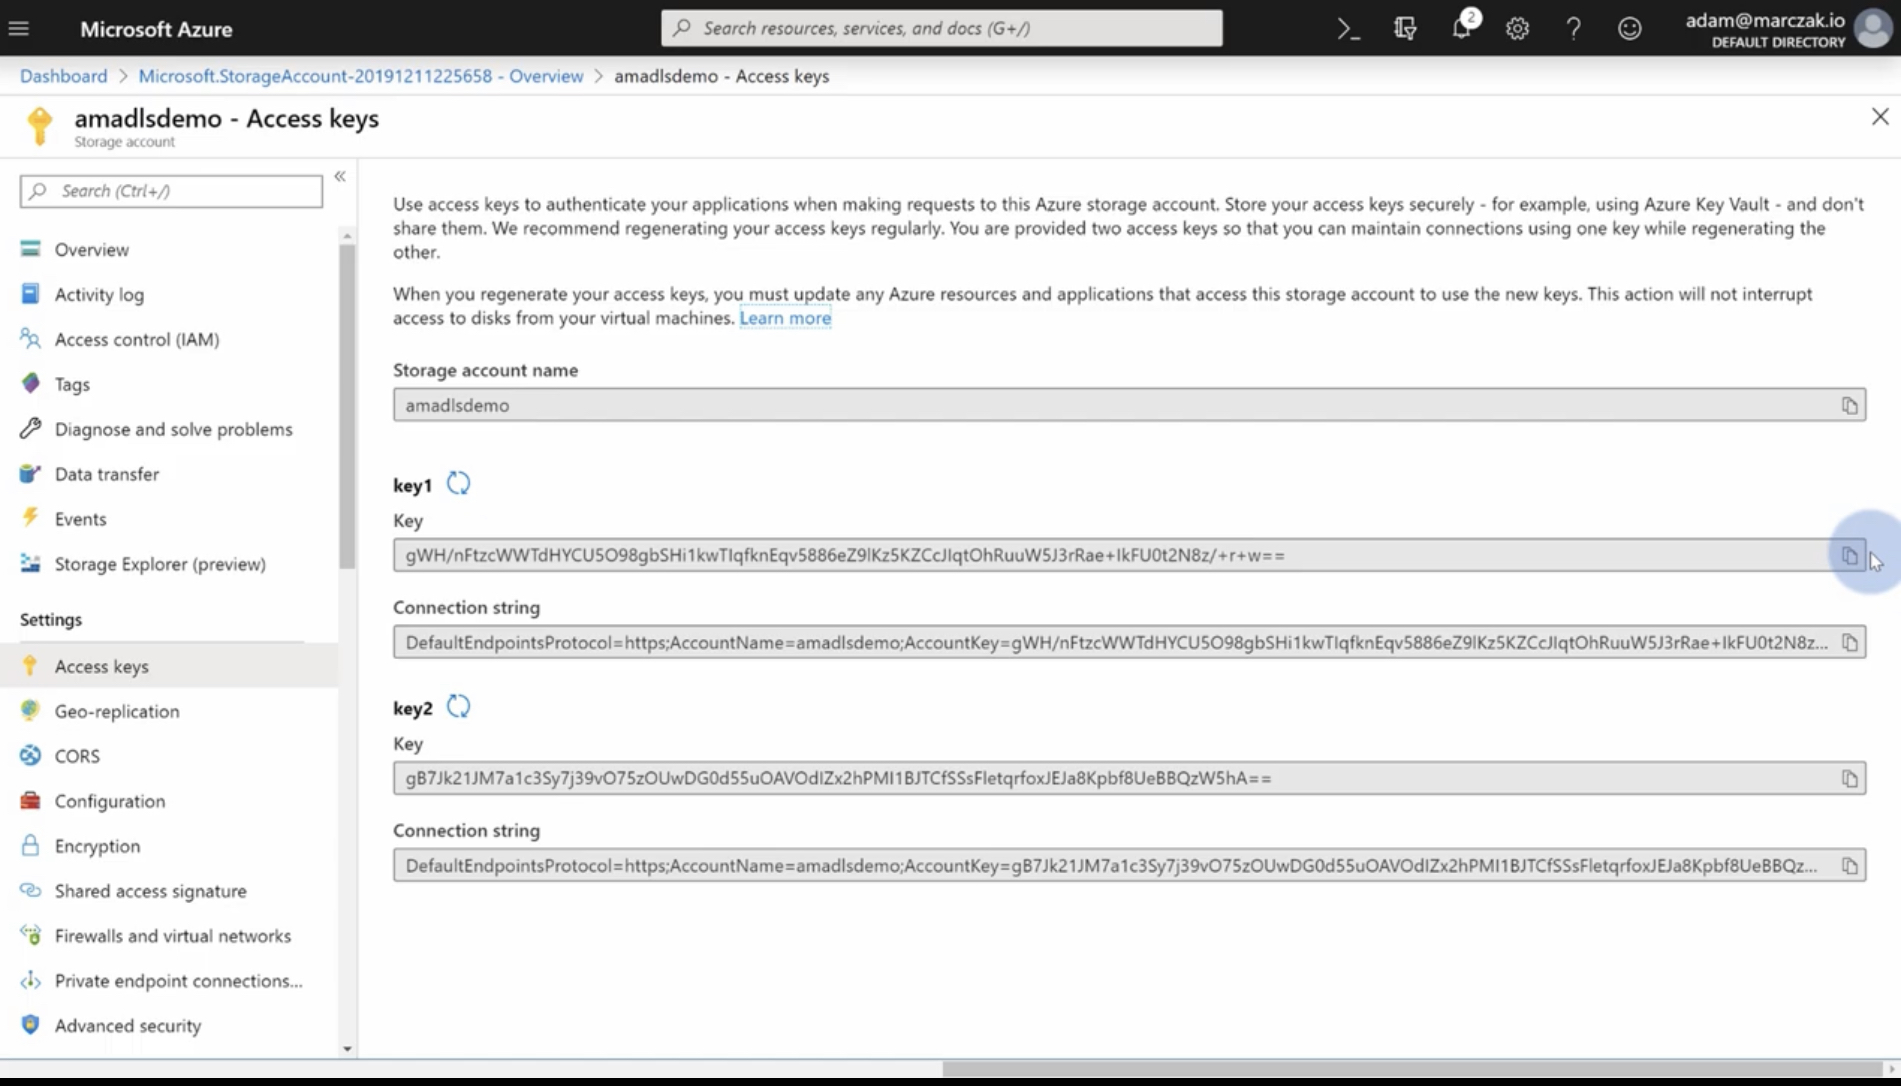 Microsoft Azure
Search resources, services, and docs (G+/)
2
adam@marczak.io
DEFAULT DIRECTORY
Dashboard > Microsoft.StorageAccount-20191211225658 - Overview > amadlsdemo - Access keys
amadlsdemo - Access keys
Storage account
Search (Ctrl+/)
Overview
Activity log
Access control (IAM)
Tags
Diagnose and solve problems
Data transfer
Events
Storage Explorer (preview)
Settings
Access keys
Geo-replication
CORS
Configuration
Encryption
Shared access signature
Firewalls and virtual networks
Private endpoint connections...
Advanced security
Use access keys to authenticate your applications when making requests to this Azure storage account. Store your access keys securely - for example, using Azure Key Vault - and don't
share them. We recommend regenerating your access keys regularly. You are provided two access keys so that you can maintain connections using one key while regenerating the
other.
When you regenerate your access keys, you must update any Azure resources and applications that access this storage account to use the new keys. This action will not interrupt
access to disks from your virtual machines. Learn more
Storage account name
amadlsdemo
key1
Key
gWH/nFtzcWWTdHYCU5O98gbSHi1kwTIqfknEqv5886eZ9lKz5KZCcJIqtOhRuuW5J3rRae+IkFU0t2N8z/+r+w==
Connection string
DefaultEndpointsProtocol=https;AccountName=amadlsdemo;AccountKey=gWH/nFtzcWWTdHYCU5O98gbSHi1kwTIqfknEqv5886eZ9lKz5KZCcJIqtOhRuuW5J3rRae+IkFU0t2N8z...
key2
Key
gB7Jk21JM7a1c3Sy7j39vO75zOUwDG0d55uOAVOdIZx2hPMI1BJTCfSSsFletqrfoxJEJa8Kpbf8UeBBQzW5hA==
Connection string
DefaultEndpointsProtocol=https;AccountName=amadlsdemo;AccountKey=gB7Jk21JM7a1c3Sy7j39vO75zOUwDG0d55uOAVOdIZx2hPMI1BJTCfSSsFletqrfoxJEJa8Kpbf8UeBBQz...